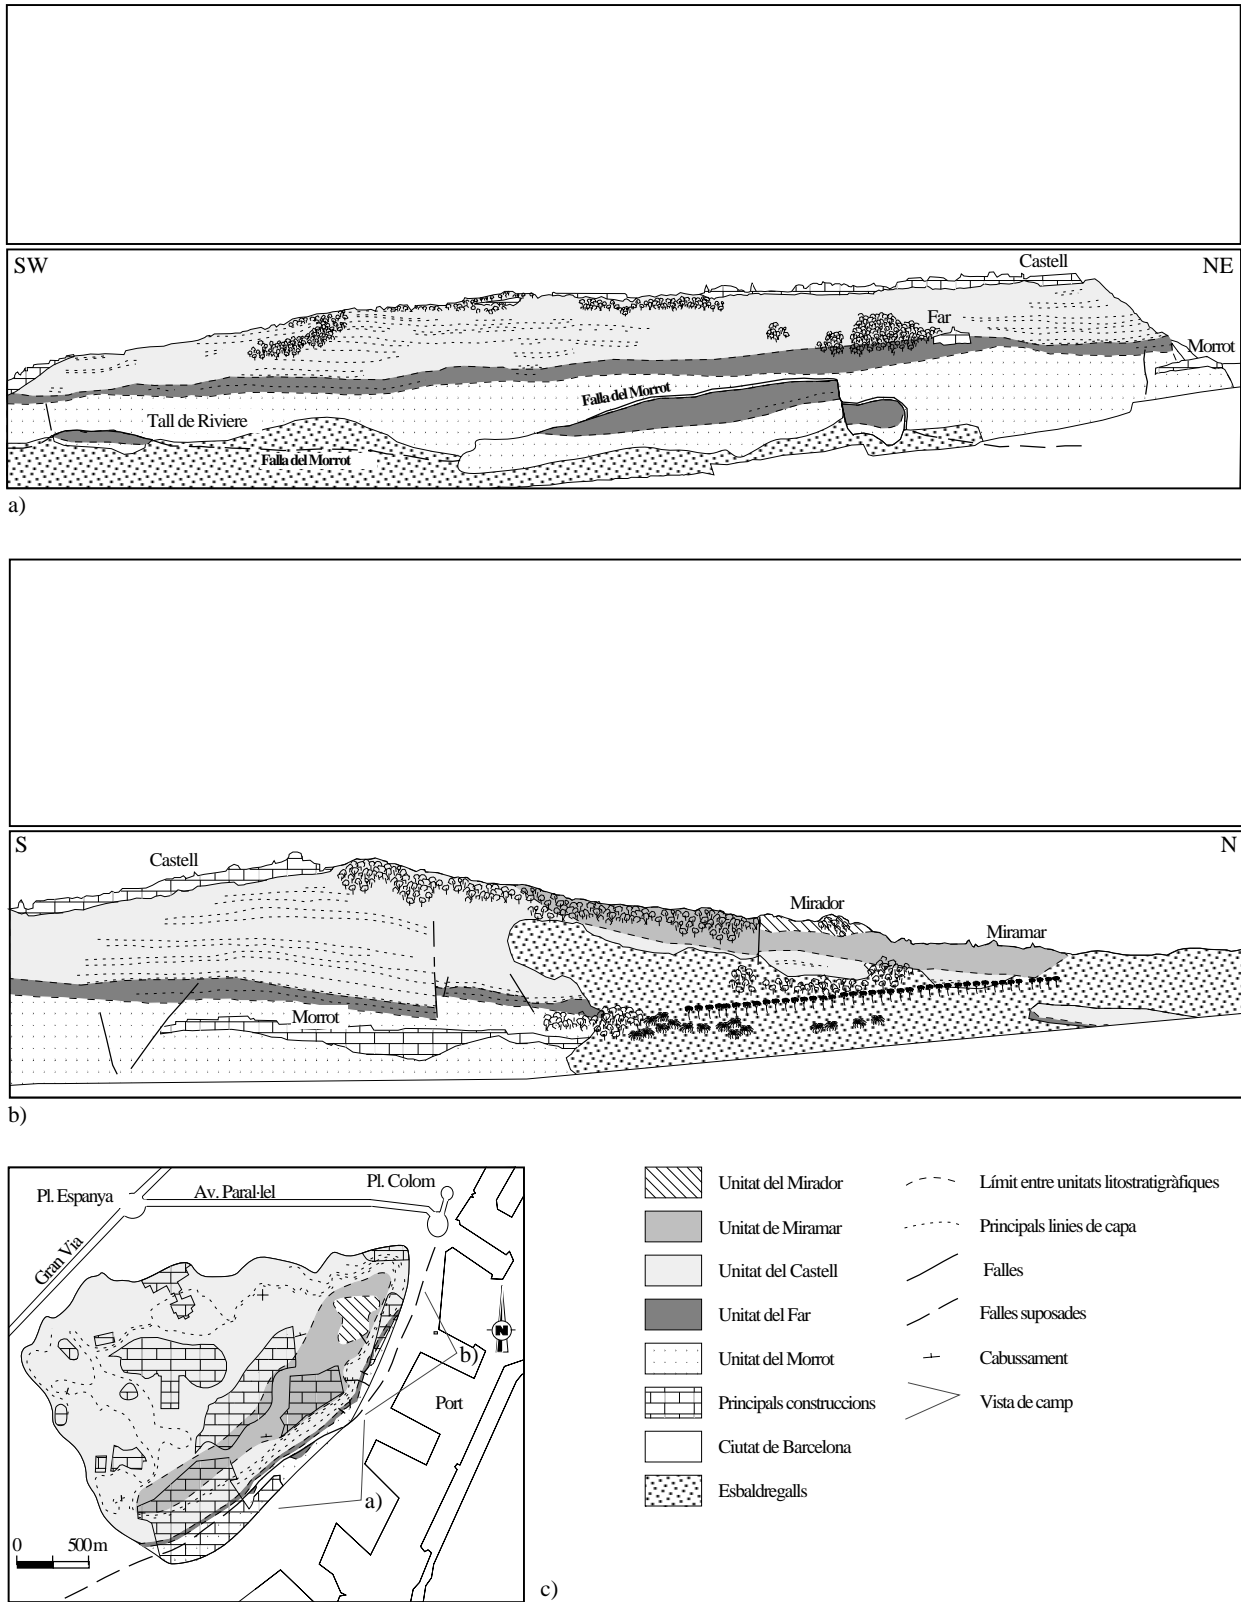 SW
NE
Castell
Far
Morrot
Falla del Morrot
Tall de Riviere
Falla del Morrot
a)
S
N
Castell
Mirador
Miramar
Morrot
b)
Pl. Espanya
Av. Paral·lel
Pl. Colom
Gran Via
N
b)
Port
a)
0 500 m
c)
Unitat del Mirador
Unitat de Miramar
Unitat del Castell
Unitat del Far
Unitat del Morrot
Principals construccions
Ciutat de Barcelona
Esbaldregalls
Límit entre unitats litostratigràfiques
Principals linies de capa
Falles
Falles suposades
Cabussament
Vista de camp